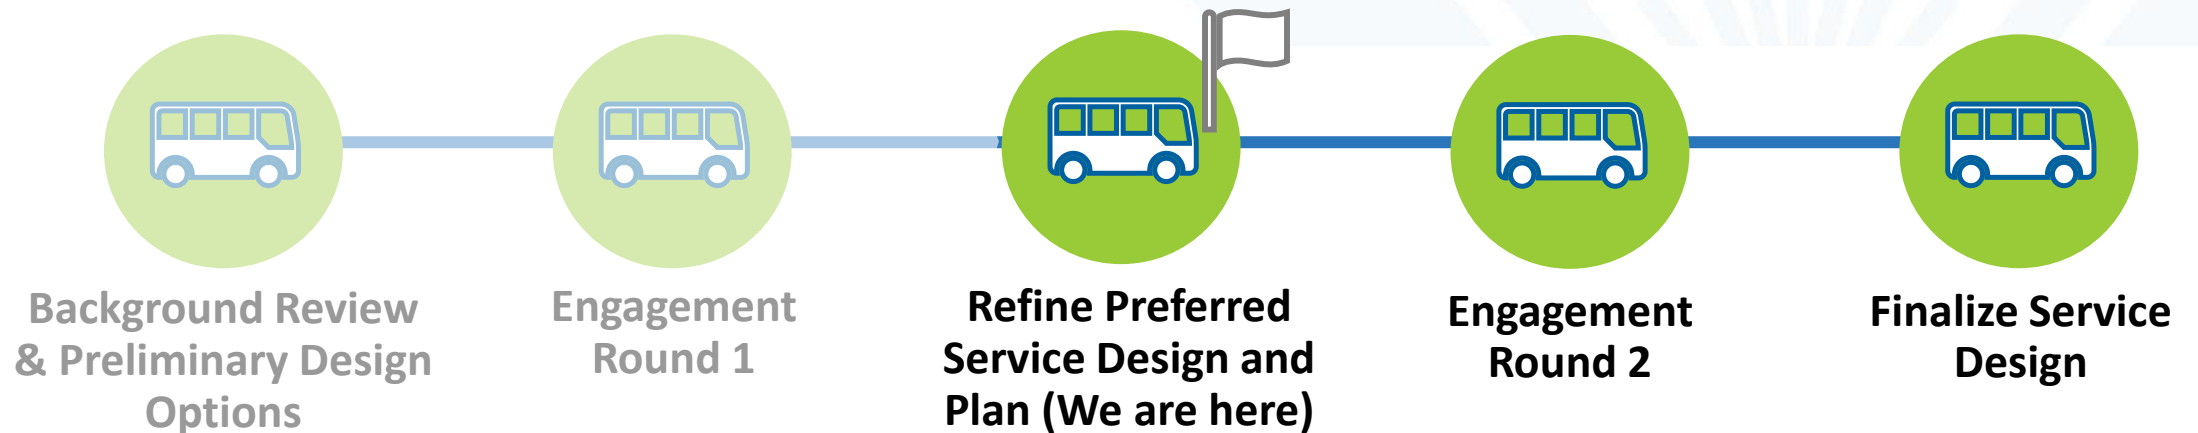 Background Review
& Preliminary Design
Options
Engagement
Round 1
Refine Preferred
Service Design and
Plan (We are here)
Engagement
Round 2
Finalize Service
Design